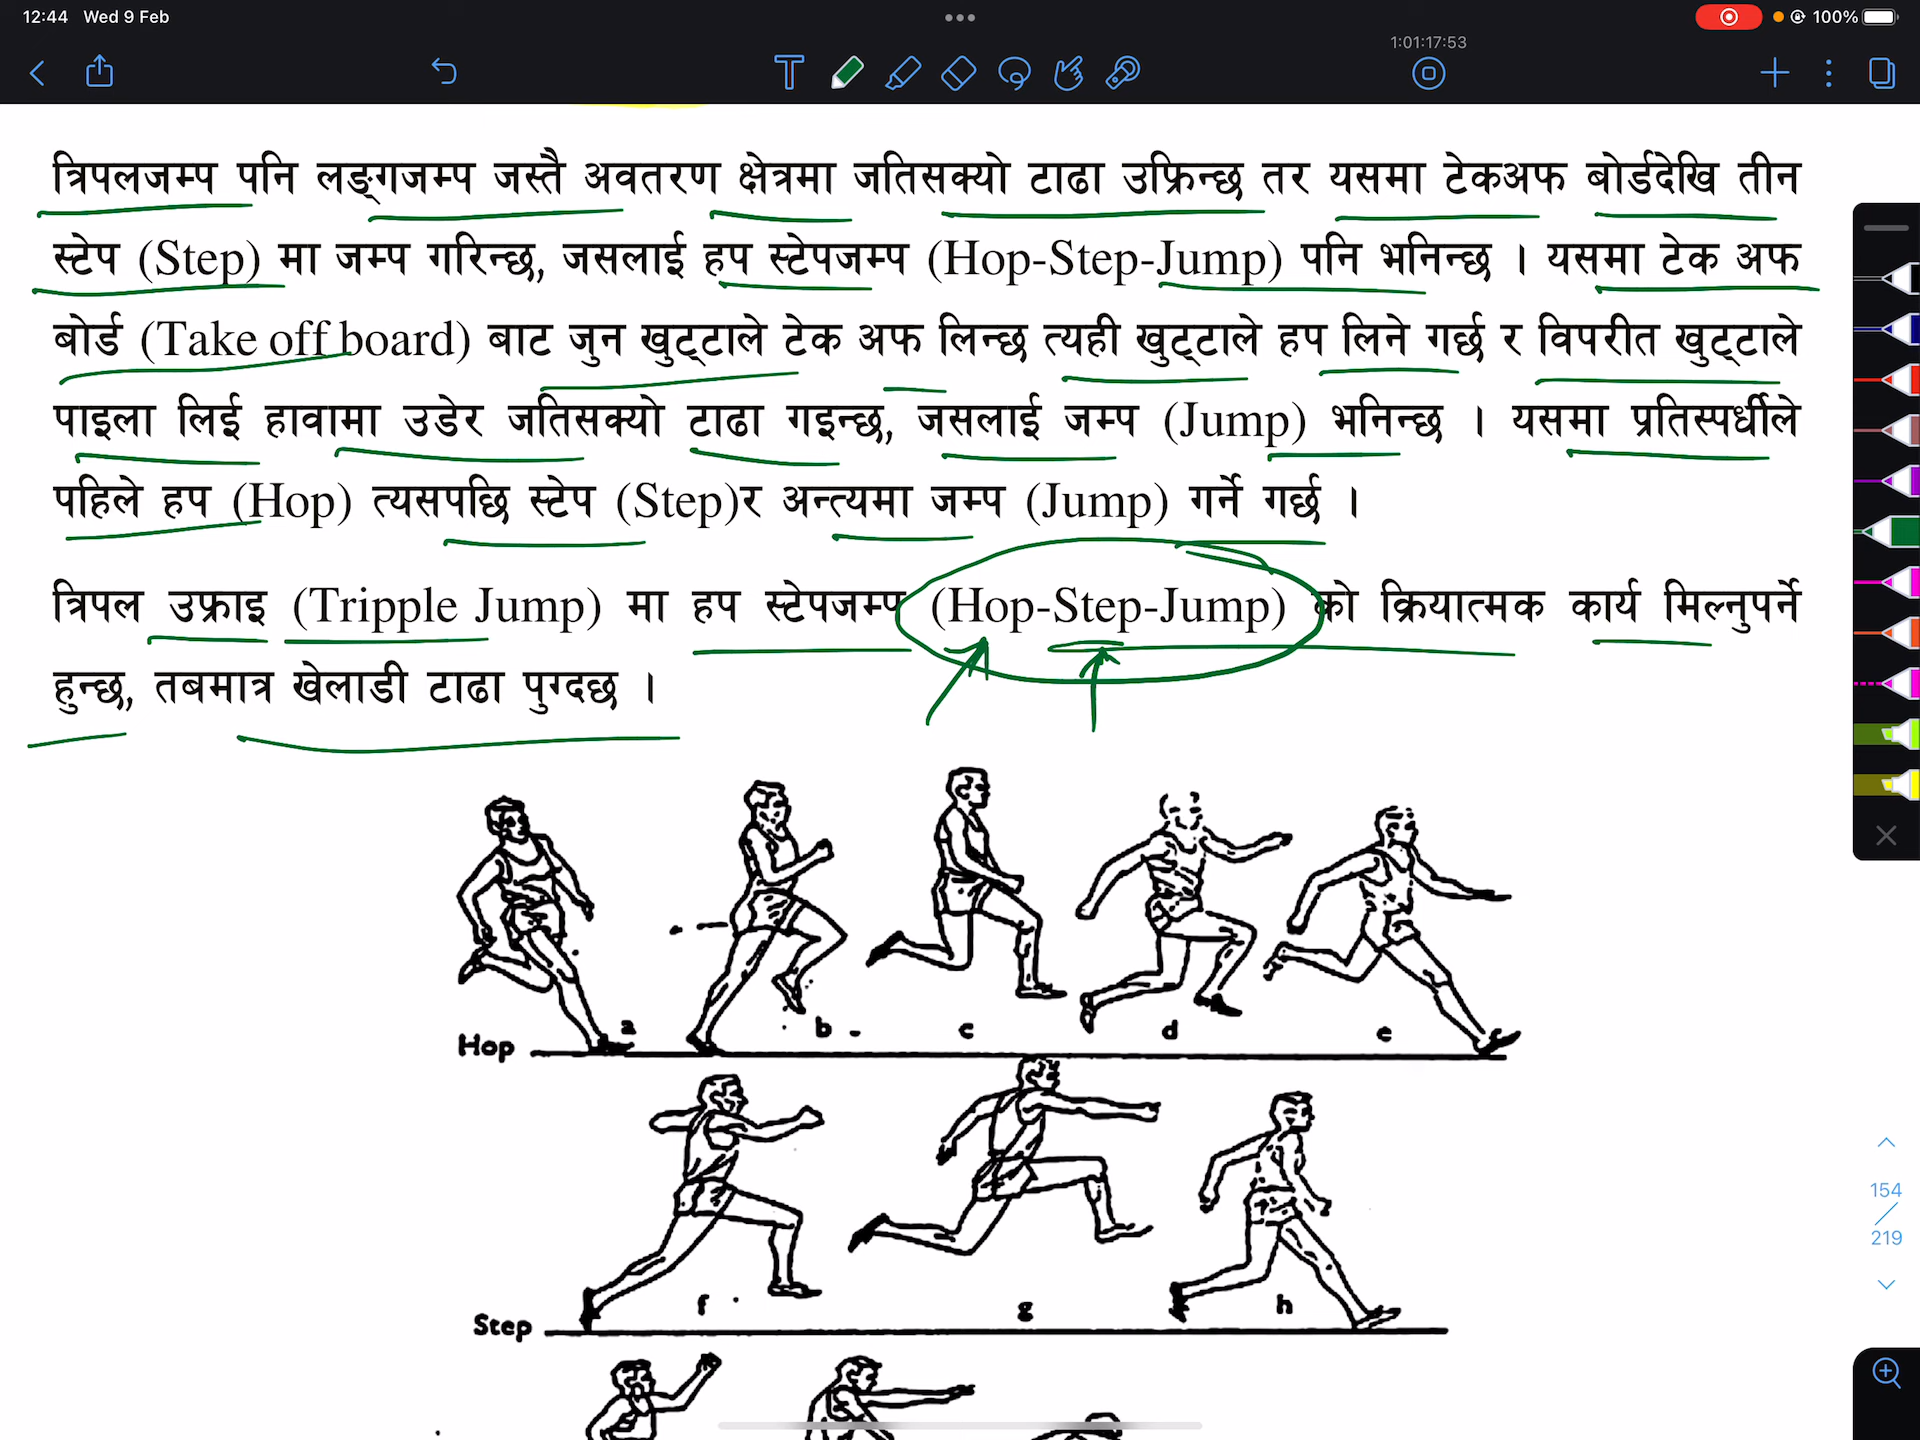 12:44 Wed 9 Feb
100%
1:01:17:53
त्रिपलजम्प पनि लङ्गजम्प जस्तै अवतरण क्षेत्रमा जतिसक्यो टाढा उफ्रिन्छ तर यसमा टेकअफ बोर्डदेखि तीन
स्टेप (Step) मा जम्प गरिन्छ, जसलाई हप स्टेपजम्प (Hop-Step-Jump) पनि भनिन्छ । यसमा टेक अफ
बोर्ड (Take off board) बाट जुन खुट्टाले टेक अफ लिन्छ त्यही खुट्टाले हप लिने गर्छ र विपरीत खुट्टाले
पाइला लिई हावामा उडेर जतिसक्यो टाढा गइन्छ, जसलाई जम्प (Jump) भनिन्छ । यसमा प्रतिस्पर्धीले
पहिले हप (Hop) त्यसपछि स्टेप (Step)र अन्त्यमा जम्प (Jump) गर्ने गर्छ ।
त्रिपल उफ्राइ (Tripple Jump) मा हप स्टेपजम्प (Hop-Step-Jump) को क्रियात्मक कार्य मिल्नुपर्ने
हुन्छ, तबमात्र खेलाडी टाढा पुग्दछ ।
a b c d e
Hop
f g h
Step
154
219